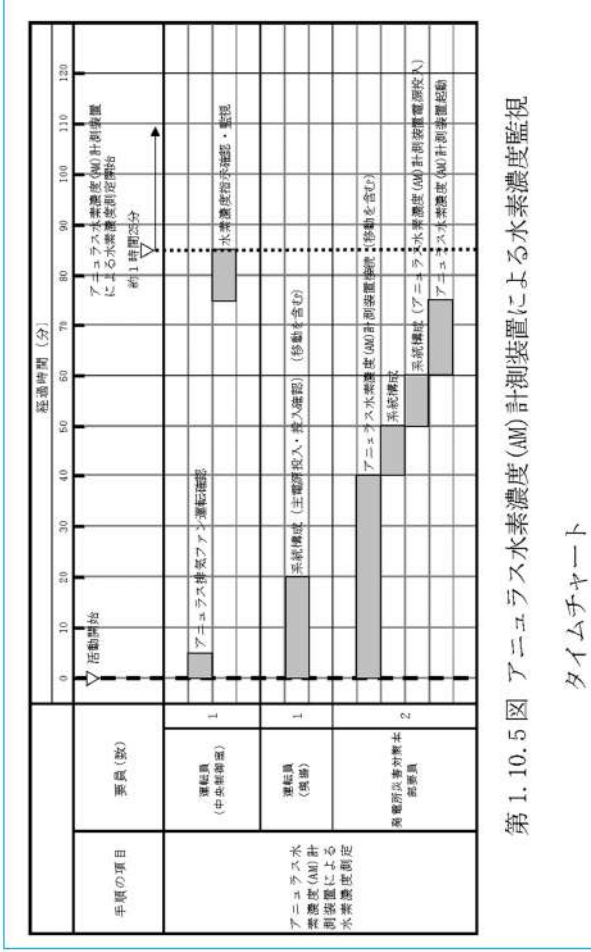 経過時間（分）
手順の項目
要員(数)
0
10
20
30
40
50
60
70
80
90
100
110
120
活動開始
アニュラス水素濃度(AM)計測装置
による水素濃度測定開始
約1時間25分
アニュラス水
素濃度(AM)計
測装置による
水素濃度測定
運転員
（中央制御室）
1
アニュラス排気ファン運転確認
水素濃度指示確認・監視
運転員
（現場）
1
系統構成（主電源投入・投入確認）（移動を含む）
発電所災害対策本
部要員
2
アニュラス水素濃度(AM)計測装置接続（移動を含む）
系統構成
系統構成（アニュラス水素濃度(AM)計測装置電源投入）
アニュラス水素濃度(AM)計測装置起動
第1.10.5図 アニュラス水素濃度(AM)計測装置による水素濃度監視
タイムチャート